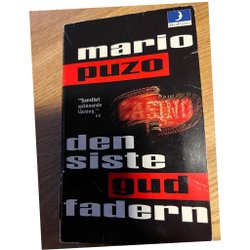 mario
puzo
"Sanslöst
spännande
läsning."
CASINO
den
siste
gud
fadern